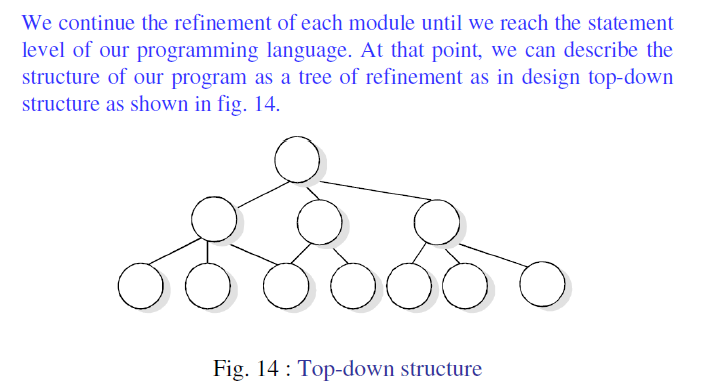 We continue the refinement of each module until we reach the statement
level of our programming language. At that point, we can describe the
structure of our program as a tree of refinement as in design top-down
structure as shown in fig. 14.
Fig. 14 : Top-down structure